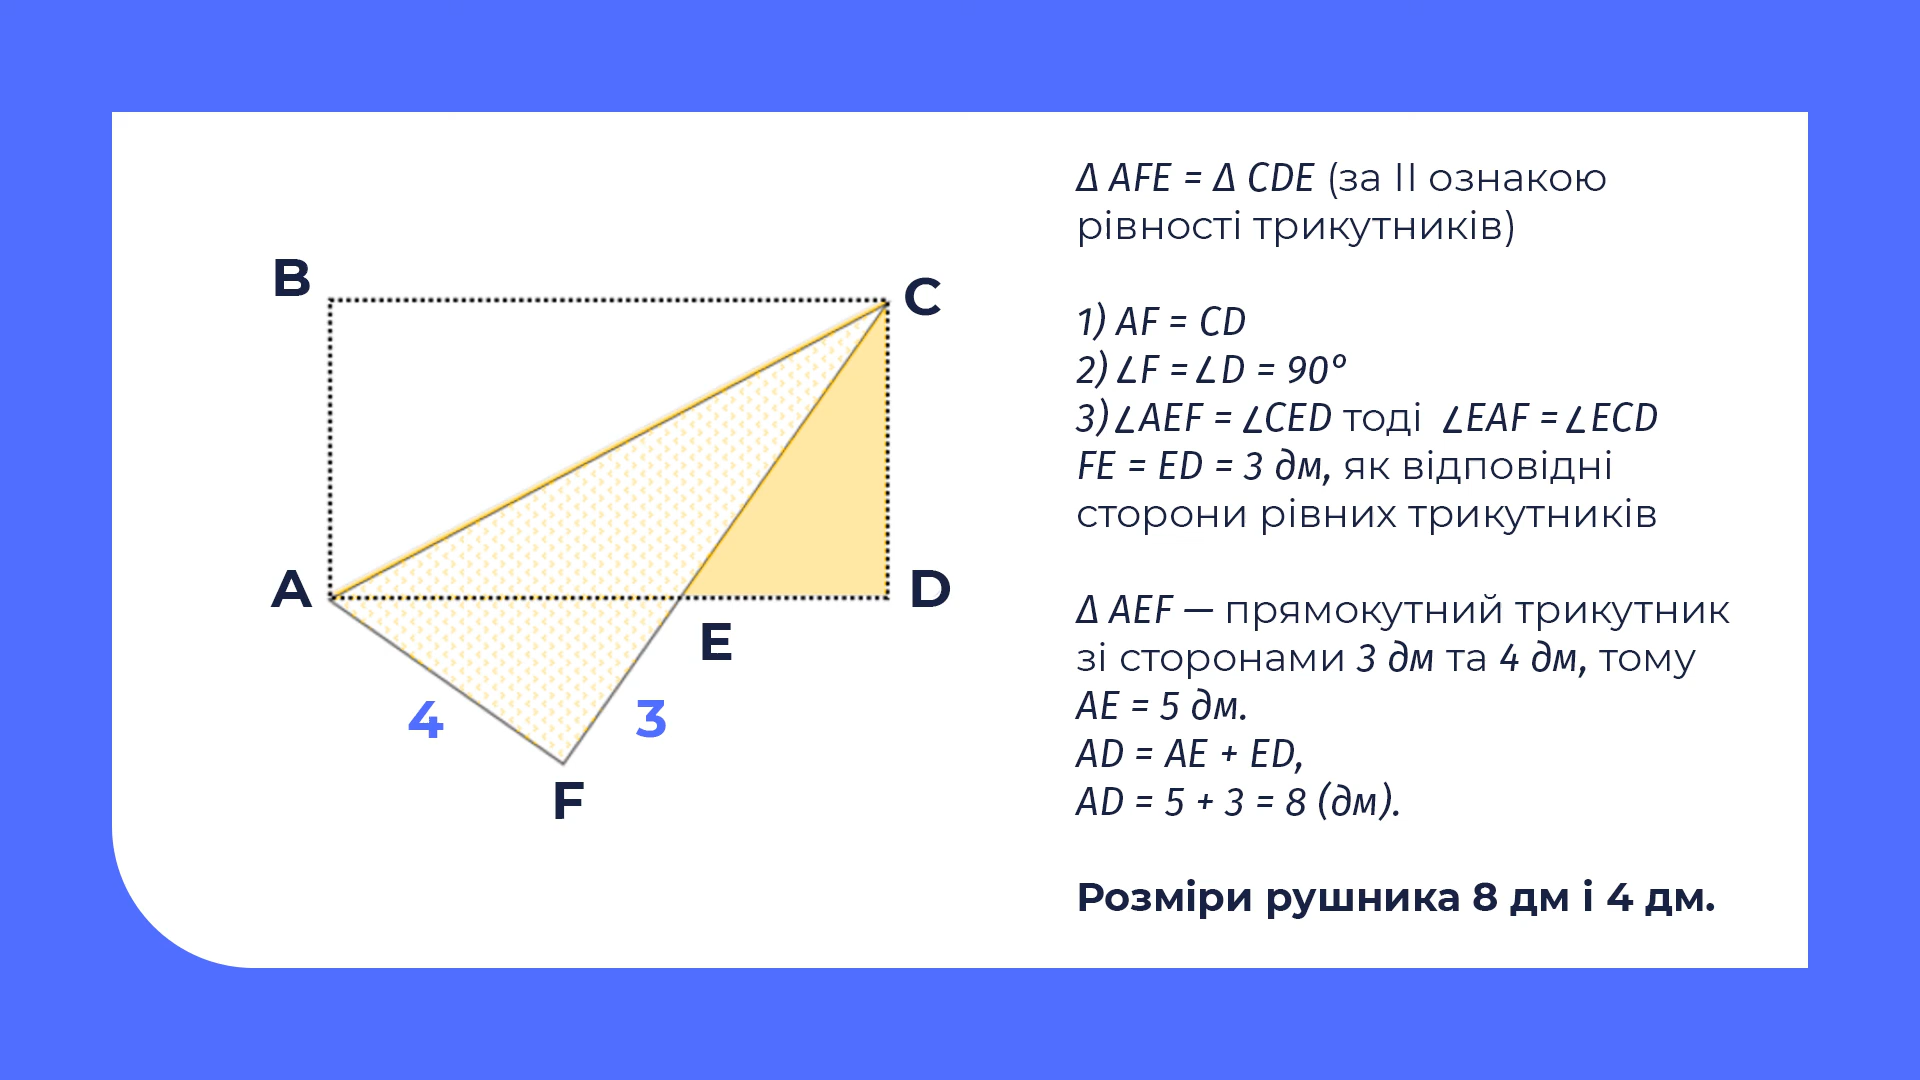 B
C
A
D
E
4
3
F
Δ AFE = Δ CDE (за II ознакою
рівності трикутників)
1) AF = CD
2) ∠F = ∠D = 90°
3) ∠AEF = ∠CED тоді ∠EAF = ∠ECD
FE = ED = 3 дм, як відповідні
сторони рівних трикутників
Δ AEF — прямокутний трикутник
зі сторонами 3 дм та 4 дм, тому
AE = 5 дм.
AD = AE + ED,
AD = 5 + 3 = 8 (дм).
Розміри рушника 8 дм і 4 дм.